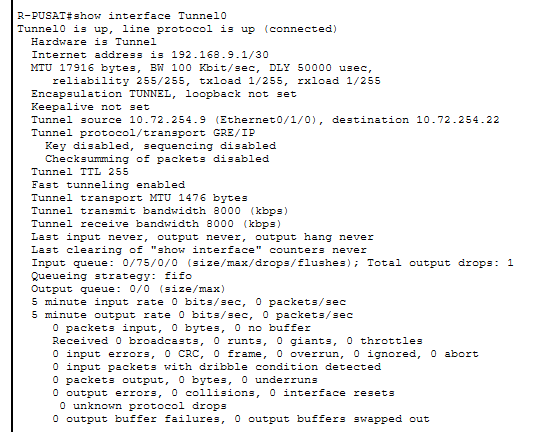 R-PUSAT#show interface Tunnel0
Tunnel0 is up, line protocol is up (connected)
Hardware is Tunnel
Internet address is 192.168.9.1/30
MTU 17916 bytes, BW 100 Kbit/sec, DLY 50000 usec,
reliability 255/255, txload 1/255, rxload 1/255
Encapsulation TUNNEL, loopback not set
Keepalive not set
Tunnel source 10.72.254.9 (Ethernet0/1/0), destination 10.72.254.22
Tunnel protocol/transport GRE/IP
Key disabled, sequencing disabled
Checksumming of packets disabled
Tunnel TTL 255
Fast tunneling enabled
Tunnel transport MTU 1476 bytes
Tunnel transmit bandwidth 8000 (kbps)
Tunnel receive bandwidth 8000 (kbps)
Last input never, output never, output hang never
Last clearing of "show interface" counters never
Input queue: 0/75/0/0 (size/max/drops/flushes); Total output drops: 1
Queueing strategy: fifo
Output queue: 0/0 (size/max)
5 minute input rate 0 bits/sec, 0 packets/sec
5 minute output rate 0 bits/sec, 0 packets/sec
0 packets input, 0 bytes, 0 no buffer
Received 0 broadcasts, 0 runts, 0 giants, 0 throttles
0 input errors, 0 CRC, 0 frame, 0 overrun, 0 ignored, 0 abort
0 input packets with dribble condition detected
0 packets output, 0 bytes, 0 underruns
0 output errors, 0 collisions, 0 interface resets
0 unknown protocol drops
0 output buffer failures, 0 output buffers swapped out